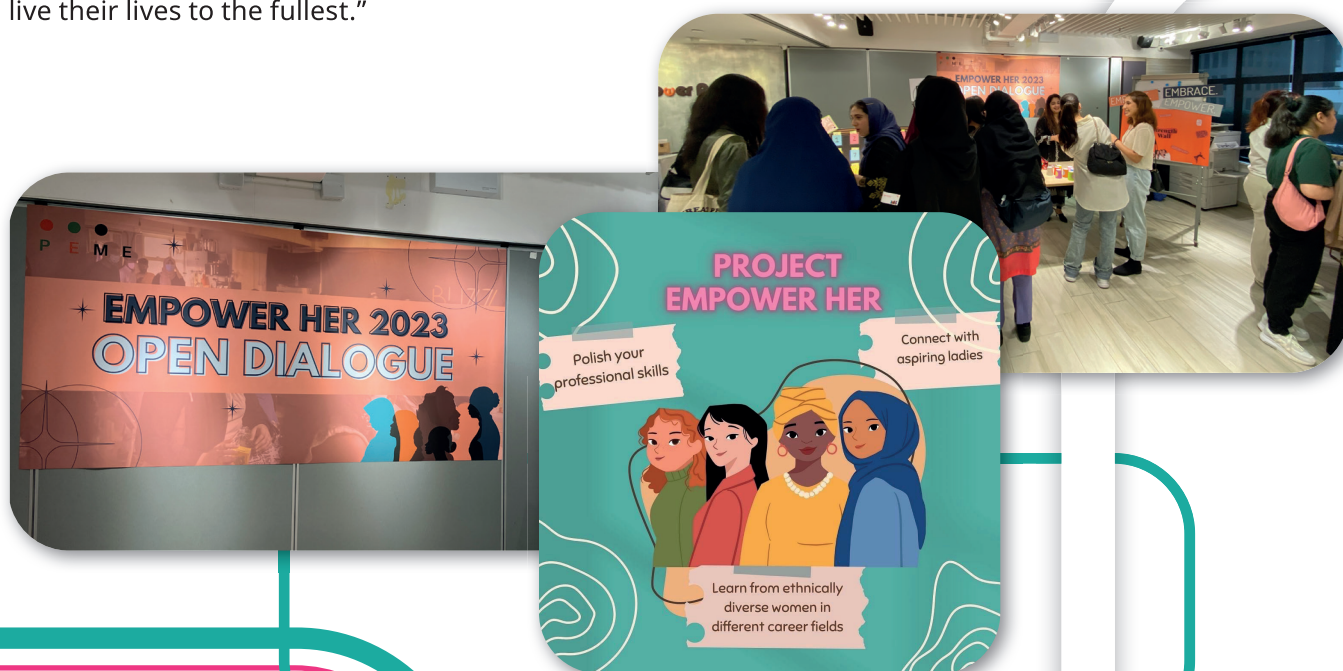 live their lives to the fullest.”
EMPOWER HER 2023
OPEN DIALOGUE
EMBRACE.
EMPOWER.
P E M E
EMPOWER HER 2023
OPEN DIALOGUE
PROJECT
EMPOWER HER
Polish your
professional skills
Connect with
aspiring ladies
Learn from ethnically
diverse women in
different career fields